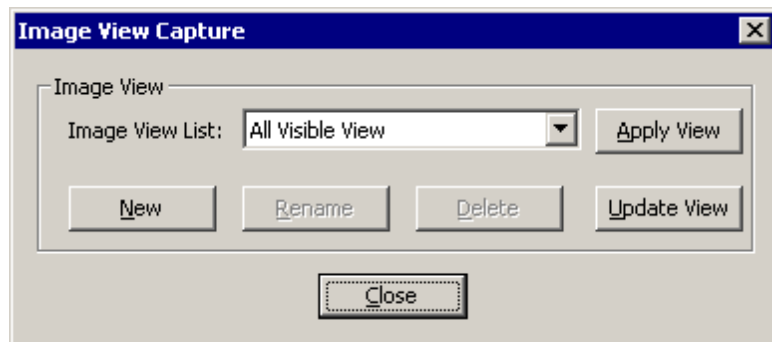 Image View Capture
Image View
Image View List: All Visible View Apply View
New Rename Delete Update View
Close